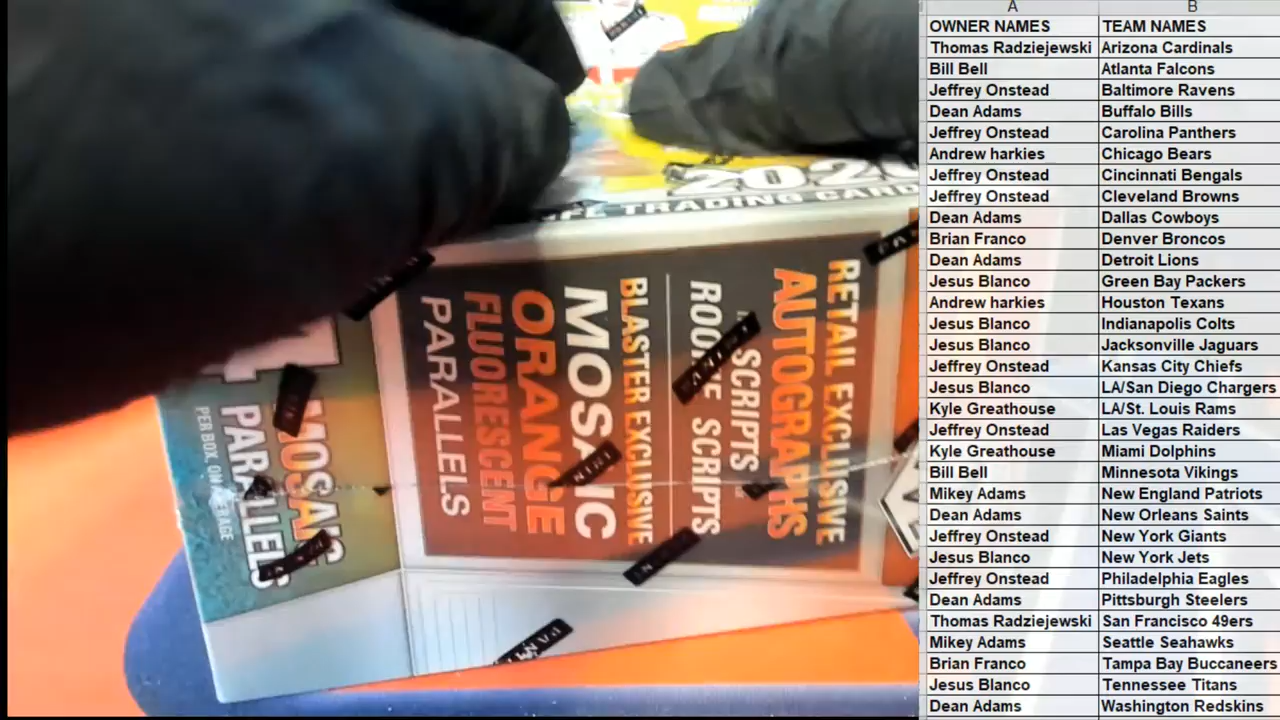 A B
OWNER NAMES TEAM NAMES
Thomas Radziejewski Arizona Cardinals
Bill Bell Atlanta Falcons
Jeffrey Onstead Baltimore Ravens
Dean Adams Buffalo Bills
Jeffrey Onstead Carolina Panthers
Andrew harkies Chicago Bears
Jeffrey Onstead Cincinnati Bengals
Jeffrey Onstead Cleveland Browns
Dean Adams Dallas Cowboys
Brian Franco Denver Broncos
Dean Adams Detroit Lions
Jesus Blanco Green Bay Packers
Andrew harkies Houston Texans
Jesus Blanco Indianapolis Colts
Jesus Blanco Jacksonville Jaguars
Jeffrey Onstead Kansas City Chiefs
Jesus Blanco LA/San Diego Chargers
Kyle Greathouse LA/St. Louis Rams
Jeffrey Onstead Las Vegas Raiders
Kyle Greathouse Miami Dolphins
Bill Bell Minnesota Vikings
Mikey Adams New England Patriots
Dean Adams New Orleans Saints
Jeffrey Onstead New York Giants
Jesus Blanco New York Jets
Jeffrey Onstead Philadelphia Eagles
Dean Adams Pittsburgh Steelers
Thomas Radziejewski San Francisco 49ers
Mikey Adams Seattle Seahawks
Brian Franco Tampa Bay Buccaneers
Jesus Blanco Tennessee Titans
Dean Adams Washington Redskins
2020
TRADING CARD
RETAIL EXCLUSIVE
AUTOGRAPHS
SCRIPTS
SCRIPTS
BLASTER EXCLUSIVE
MOSAIC
ORANGE
FLUORESCENT
PARALLELS
MOSAIC
PARALLELS
PER BOX, ON AVERAGE
PANINI